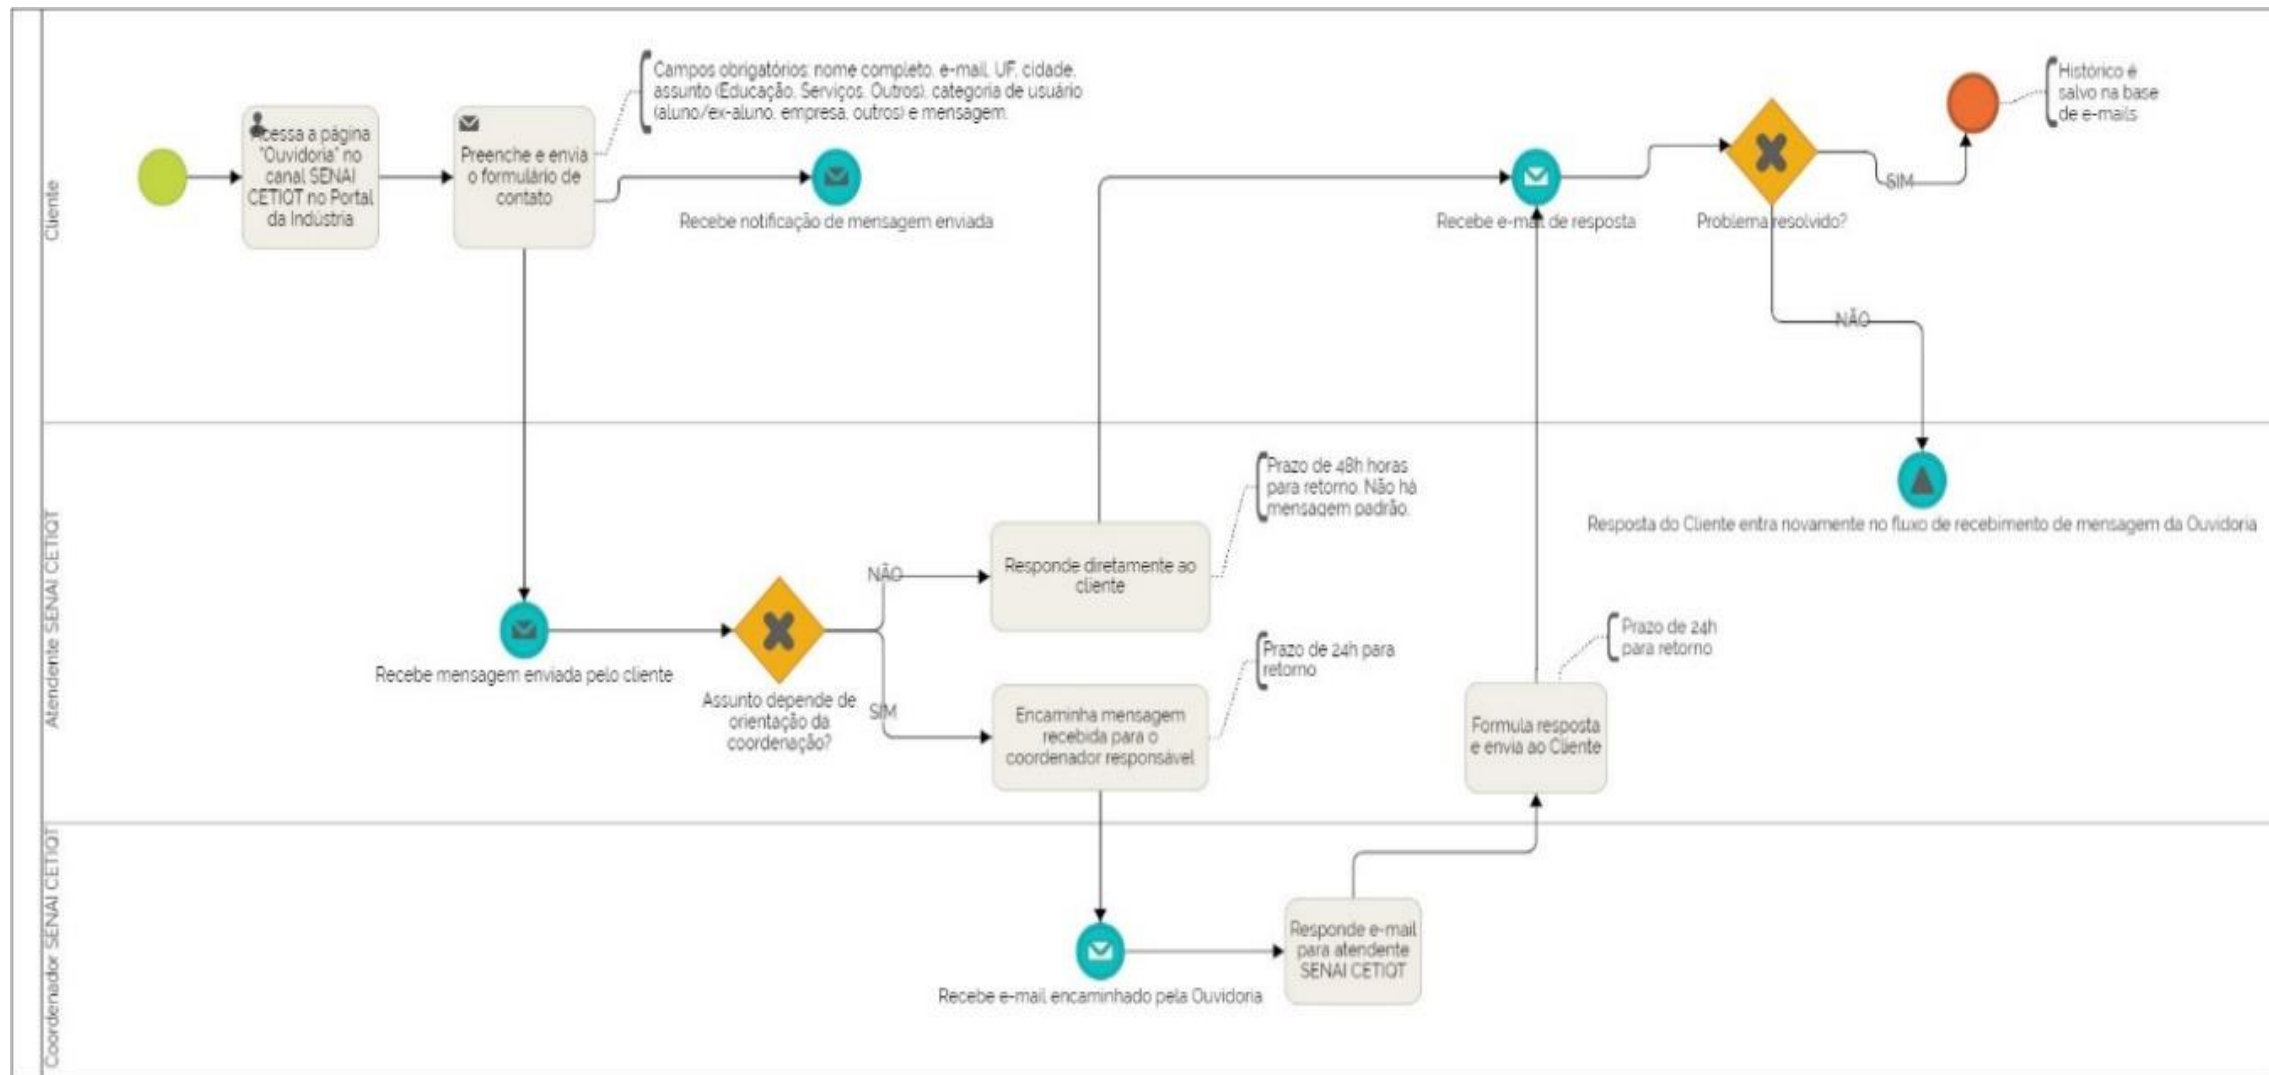 Cliente
Acessa a página
"Ouvidoria" no
canal SENAI
CETIQT no Portal
da Indústria
Preenche e envia
o formulário de
contato
Campos obrigatórios: nome completo, e-mail, UF, cidade,
assunto (Educação, Serviços, Outros), categoria de usuário
(aluno/ex-aluno, empresa, outros) e mensagem.
Recebe notificação de mensagem enviada
Recebe e-mail de resposta
Problema resolvido?
SIM
Histórico é
salvo na base
de e-mails
NÃO
Atendente SENAI CETIQT
Recebe mensagem enviada pelo cliente
Assunto depende de
orientação da
coordenação?
NÃO
SIM
Responde diretamente ao
cliente
Prazo de 48h horas
para retorno. Não há
mensagem padrão.
Encaminha mensagem
recebida para o
coordenador responsável
Prazo de 24h para
retorno
Formula resposta
e envia ao Cliente
Prazo de 24h
para retorno
Resposta do Cliente entra novamente no fluxo de recebimento de mensagem da Ouvidoria
Coordenador SENAI CETIQT
Recebe e-mail encaminhado pela Ouvidoria
Responde e-mail
para atendente
SENAI CETIQT